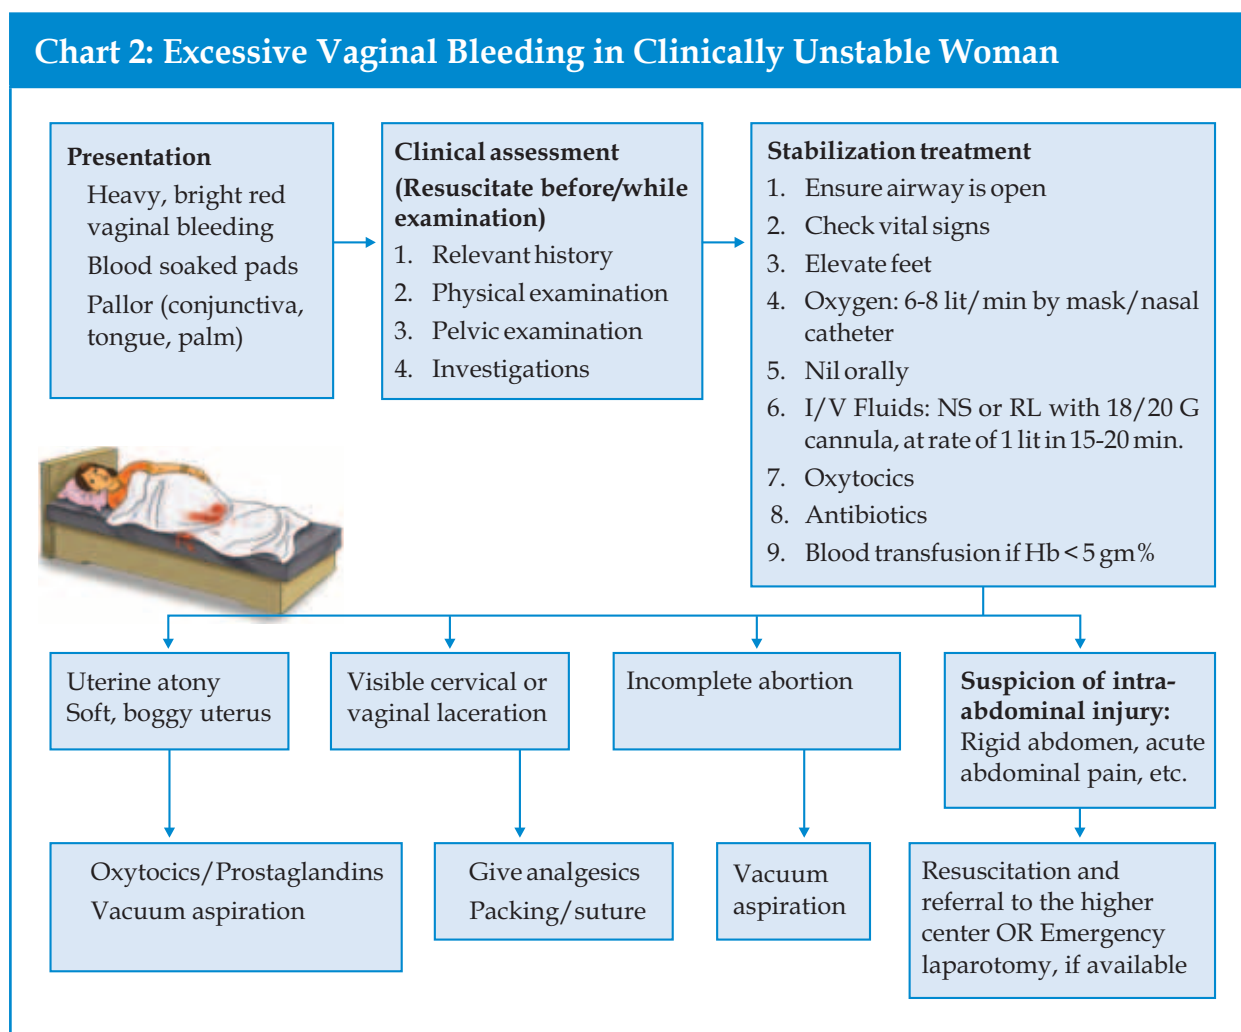 Chart 2: Excessive Vaginal Bleeding in Clinically Unstable Woman
Presentation
Heavy, bright red
vaginal bleeding
Blood soaked pads
Pallor (conjunctiva,
tongue, palm)
Clinical assessment
(Resuscitate before/while
examination)
1. Relevant history
2. Physical examination
3. Pelvic examination
4. Investigations
Stabilization treatment
1. Ensure airway is open
2. Check vital signs
3. Elevate feet
4. Oxygen: 6-8 lit/min by mask/nasal
catheter
5. Nil orally
6. I/V Fluids: NS or RL with 18/20 G
cannula, at rate of 1 lit in 15-20 min.
7. Oxytocics
8. Antibiotics
9. Blood transfusion if Hb < 5 gm%
Uterine atony
Soft, boggy uterus
Visible cervical or
vaginal laceration
Incomplete abortion
Suspicion of intra-
abdominal injury:
Rigid abdomen, acute
abdominal pain, etc.
Oxytocics/Prostaglandins
Vacuum aspiration
Give analgesics
Packing/suture
Vacuum
aspiration
Resuscitation and
referral to the higher
center OR Emergency
laparotomy, if available